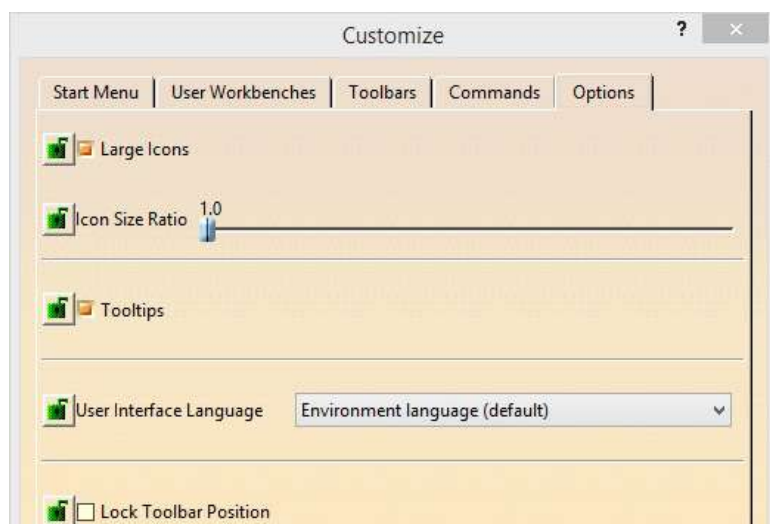 Customize
?
Start Menu User Workbenches Toolbars Commands Options
Large Icons
Icon Size Ratio 1.0
Tooltips
User Interface Language Environment language (default)
Lock Toolbar Position